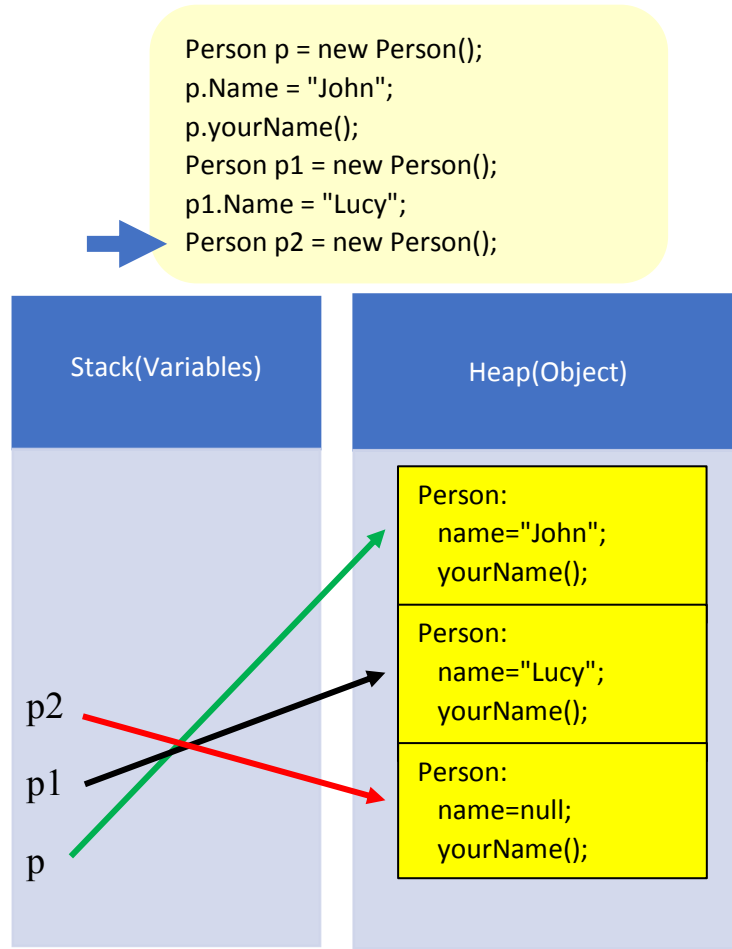 Person p = new Person();
p.Name = "John";
p.yourName();
Person p1 = new Person();
p1.Name = "Lucy";
Person p2 = new Person();
Stack(Variables)
Heap(Object)
Person:
name="John";
yourName();
Person:
name="Lucy";
yourName();
Person:
name=null;
yourName();
p2
p1
p